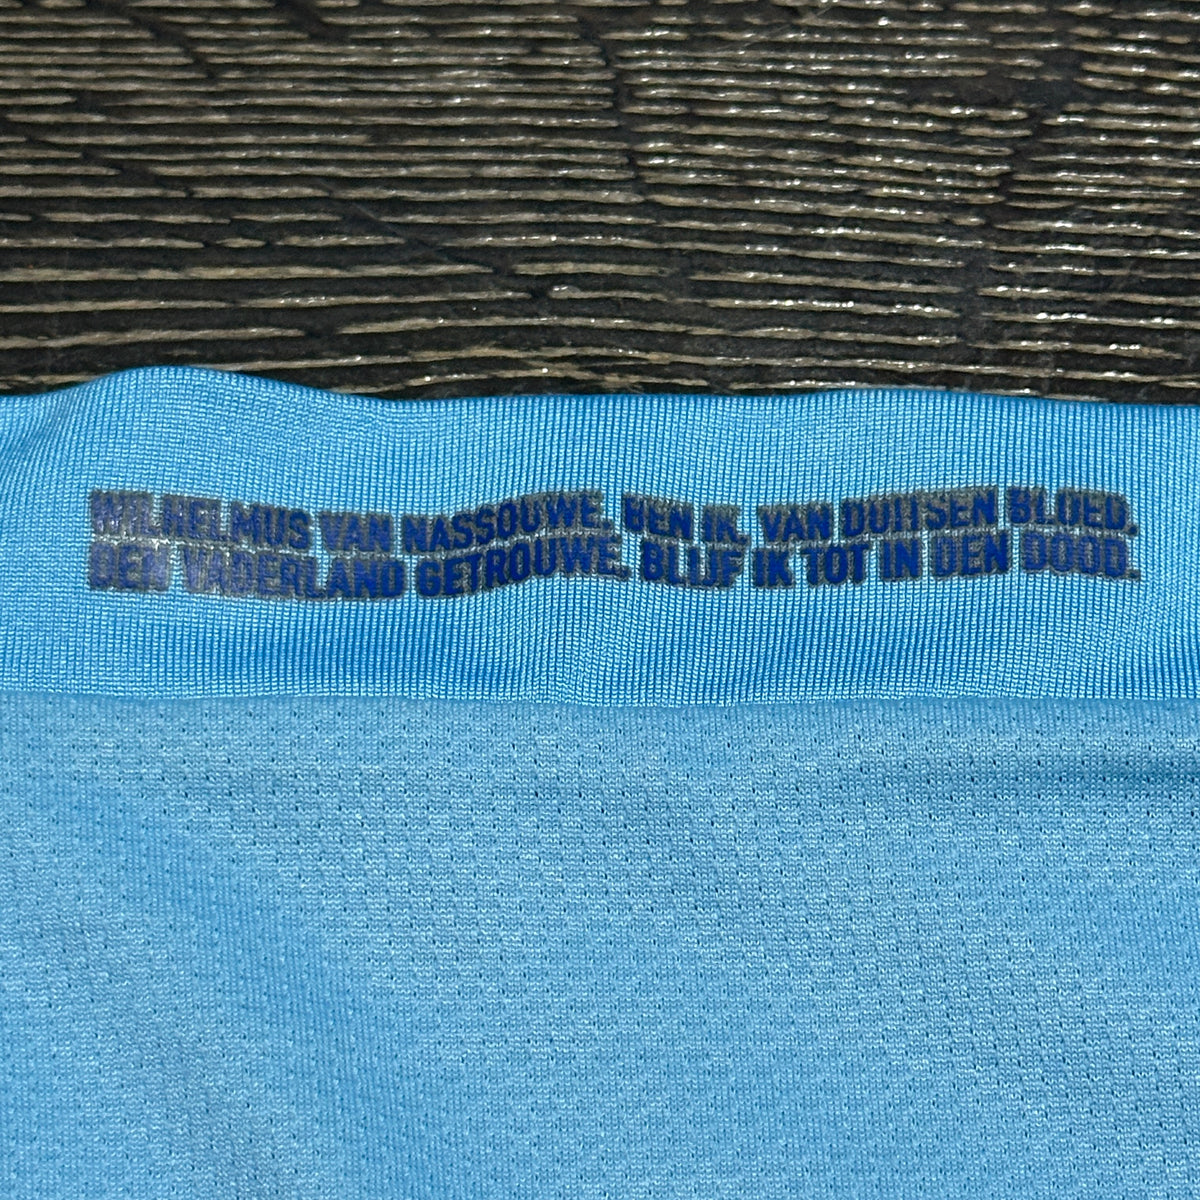 WILHELMUS VAN NASSOUWE. BEN IK. VAN DUITSEN BLOED.
DEN VADERLAND GETROUWE. BLIJF IK TOT IN DEN DOOD.